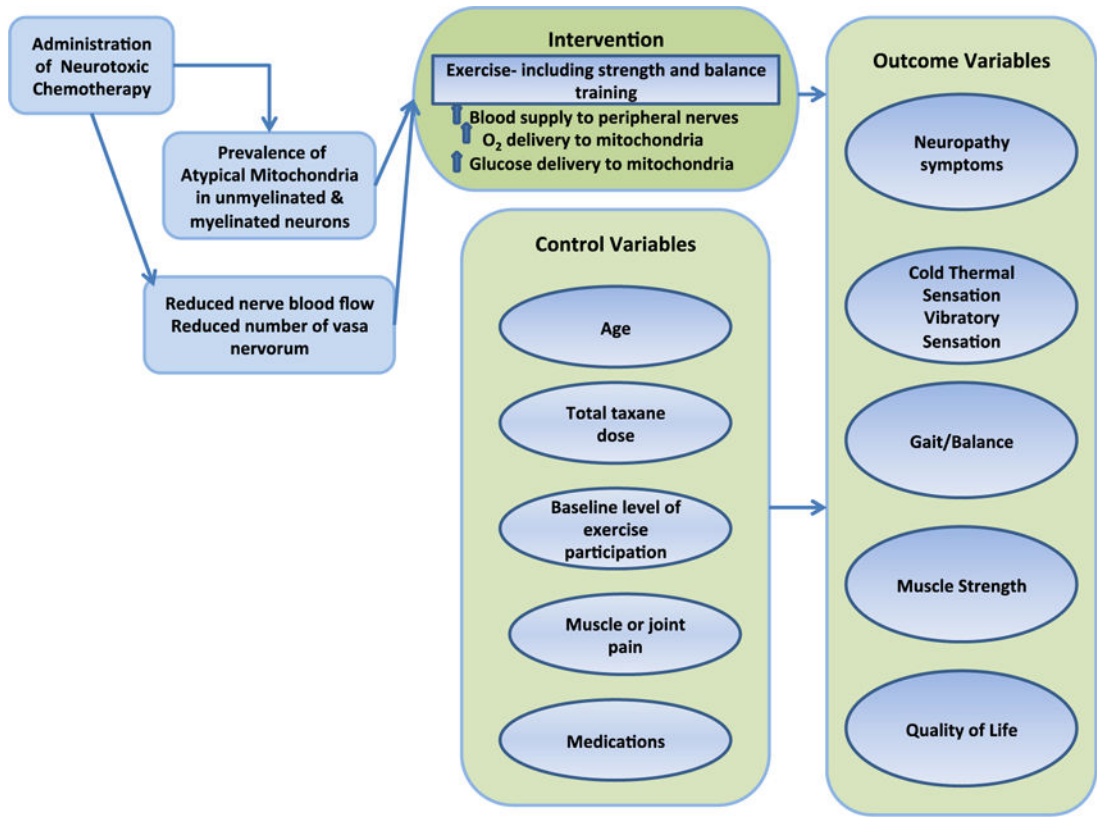 Administration
of Neurotoxic
Chemotherapy
Prevalence of
Atypical Mitochondria
in unmyelinated &
myelinated neurons
Reduced nerve blood flow
Reduced number of vasa
nervorum
Intervention
Exercise- including strength and balance
training
Blood supply to peripheral nerves
O₂ delivery to mitochondria
Glucose delivery to mitochondria
Control Variables
Age
Total taxane
dose
Baseline level of
exercise
participation
Muscle or joint
pain
Medications
Outcome Variables
Neuropathy
symptoms
Cold Thermal
Sensation
Vibratory
Sensation
Gait/Balance
Muscle Strength
Quality of Life